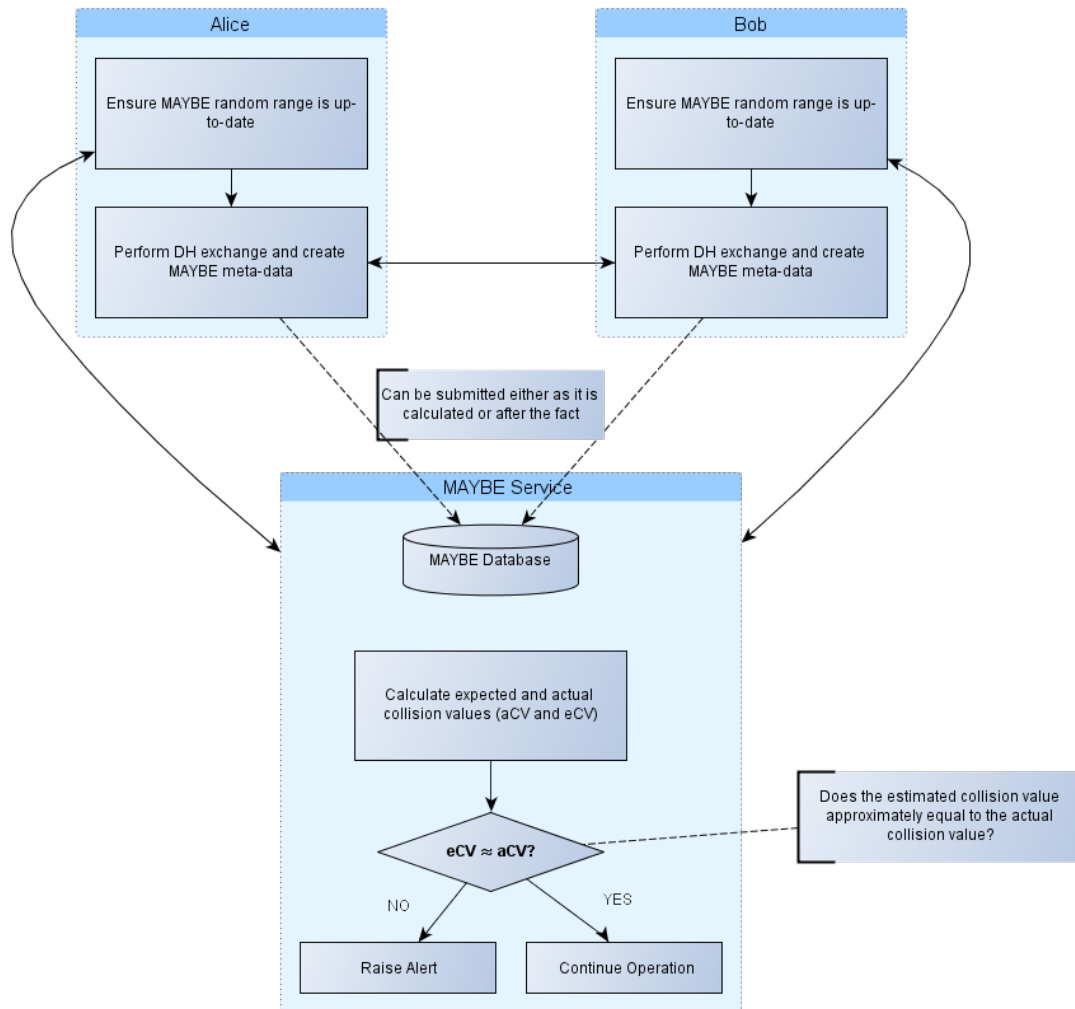 Alice
Bob
Ensure MAYBE random range is up-
to-date
Ensure MAYBE random range is up-
to-date
Perform DH exchange and create
MAYBE meta-data
Perform DH exchange and create
MAYBE meta-data
Can be submitted either as it is
calculated or after the fact
MAYBE Service
MAYBE Database
Calculate expected and actual
collision values (aCV and eCV)
Does the estimated collision value
approximately equal to the actual
collision value?
eCV ≈ aCV?
NO
YES
Raise Alert
Continue Operation